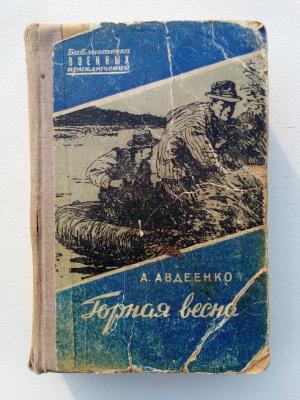 Библиотечка
ВОЕННЫХ
приключений
А. АВДЕЕНКО
Горная весна